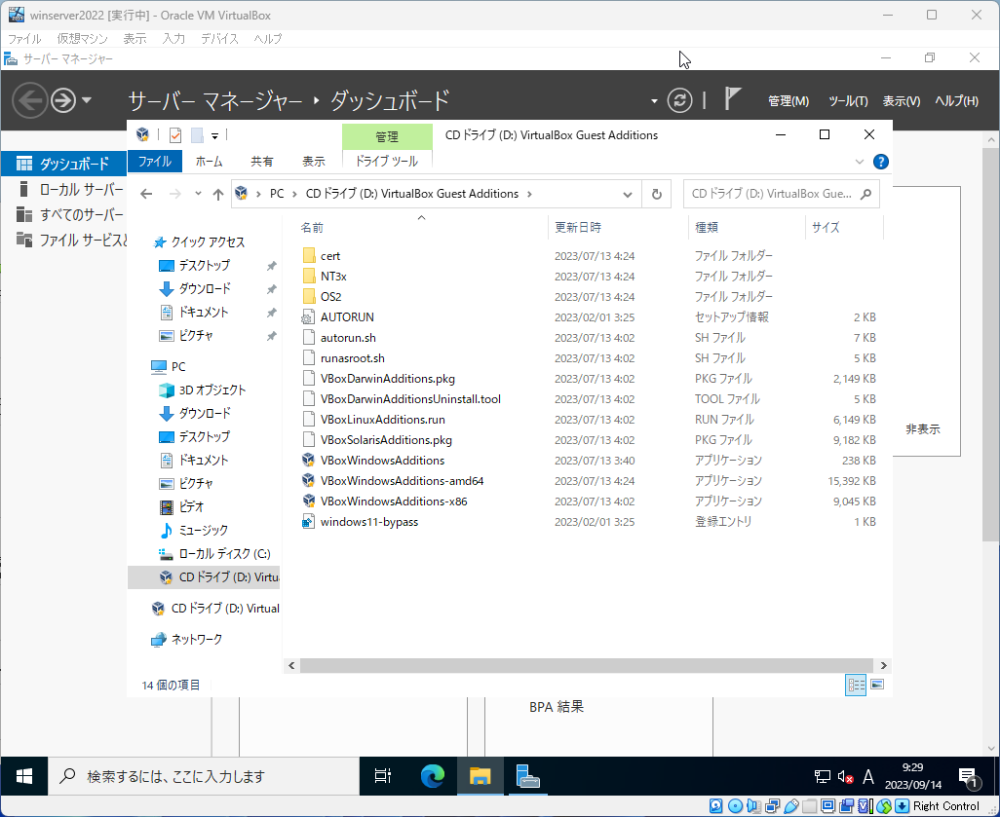 winserver2022 [実行中] - Oracle VM VirtualBox
ファイル 仮想マシン 表示 入力 デバイス ヘルプ
サーバー マネージャー
サーバー マネージャー ダッシュボード
管理(M) ツール(T) 表示(V) ヘルプ(H)
管理
CD ドライブ (D:) VirtualBox Guest Additions
ファイル ホーム 共有 表示 ドライブ ツール
PC CD ドライブ (D:) VirtualBox Guest Additions
CD ドライブ (D:) VirtualBox Gue...
ダッシュボード
ローカル サーバー
すべてのサーバー
ファイル サービスと
クイック アクセス
デスクトップ
ダウンロード
ドキュメント
ピクチャ
PC
3D オブジェクト
ダウンロード
デスクトップ
ドキュメント
ピクチャ
ビデオ
ミュージック
ローカル ディスク (C:)
CD ドライブ (D:) Virtu
CD ドライブ (D:) Virtual
ネットワーク
名前 更新日時 種類 サイズ
cert 2023/07/13 4:24 ファイル フォルダー
NT3x 2023/07/13 4:24 ファイル フォルダー
OS2 2023/07/13 4:24 ファイル フォルダー
AUTORUN 2023/02/01 3:25 セットアップ情報 2 KB
autorun.sh 2023/07/13 4:02 SH ファイル 7 KB
runasroot.sh 2023/07/13 4:02 SH ファイル 5 KB
VBoxDarwinAdditions.pkg 2023/07/13 4:02 PKG ファイル 2,149 KB
VBoxDarwinAdditionsUninstall.tool 2023/07/13 4:02 TOOL ファイル 5 KB
VBoxLinuxAdditions.run 2023/07/13 4:02 RUN ファイル 6,149 KB
VBoxSolarisAdditions.pkg 2023/07/13 4:02 PKG ファイル 9,182 KB
VBoxWindowsAdditions 2023/07/13 3:40 アプリケーション 238 KB
VBoxWindowsAdditions-amd64 2023/07/13 4:24 アプリケーション 15,392 KB
VBoxWindowsAdditions-x86 2023/07/13 4:02 アプリケーション 9,045 KB
windows11-bypass 2023/02/01 3:25 登録エントリ 1 KB
非表示
14 個の項目
BPA 結果
検索するには、ここに入力します
A
9:29
2023/09/14
1
Right Control